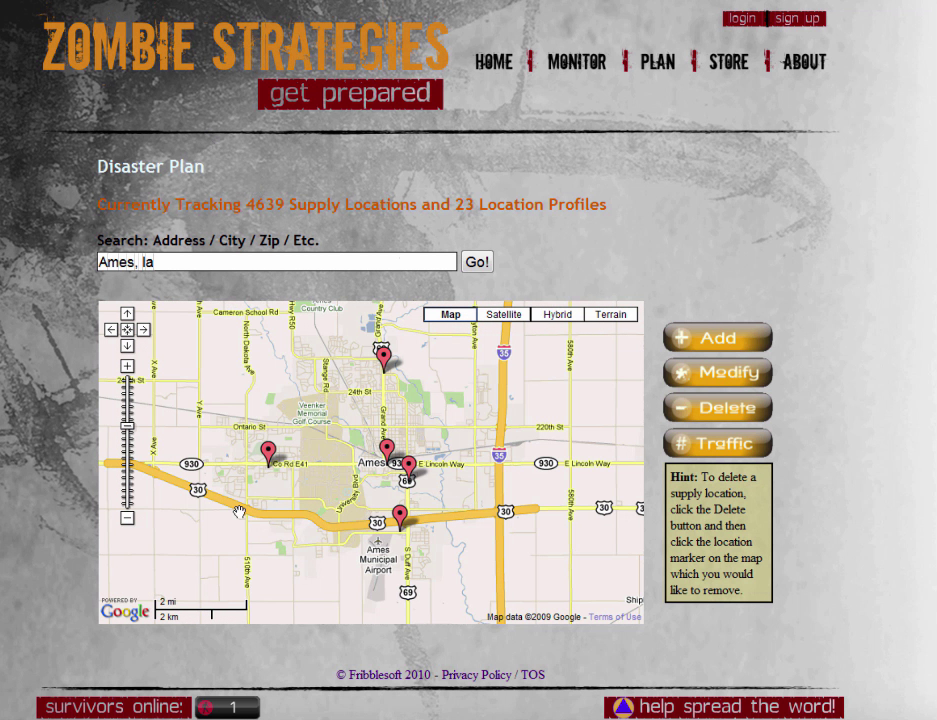 login sign up
ZOMBIE STRATEGIES
get prepared
HOME MONITOR PLAN STORE ABOUT
Disaster Plan
Currently Tracking 4639 Supply Locations and 23 Location Profiles
Search: Address / City / Zip / Etc.
Ames, Ia
Go!
Map Satellite Hybrid Terrain
Country Club
Cameron School Rd
Hwy R50
North Dakota Ave
X Ave
Y Ave
Stange Rd
24th St
24th St
Grand Ave
Veenker
Memorial
Golf Course
Ontario St
220th St
580th Ave
35
35
930
Co Rd E41
Ames
E Lincoln Way
930
E Lincoln Way
30
University Blvd
30
30
30
Ames
Municipal
Airport
S Duff Ave
69
510th Ave
580th Ave
POWERED BY
Google
2 mi
2 km
Map data ©2009 Google - Terms of Use
+ Add
* Modify
- Delete
# Traffic
Hint: To delete a
supply location,
click the Delete
button and then
click the location
marker on the map
which you would
like to remove.
© Fribblesoft 2010 - Privacy Policy / TOS
survivors online: 1
help spread the word!